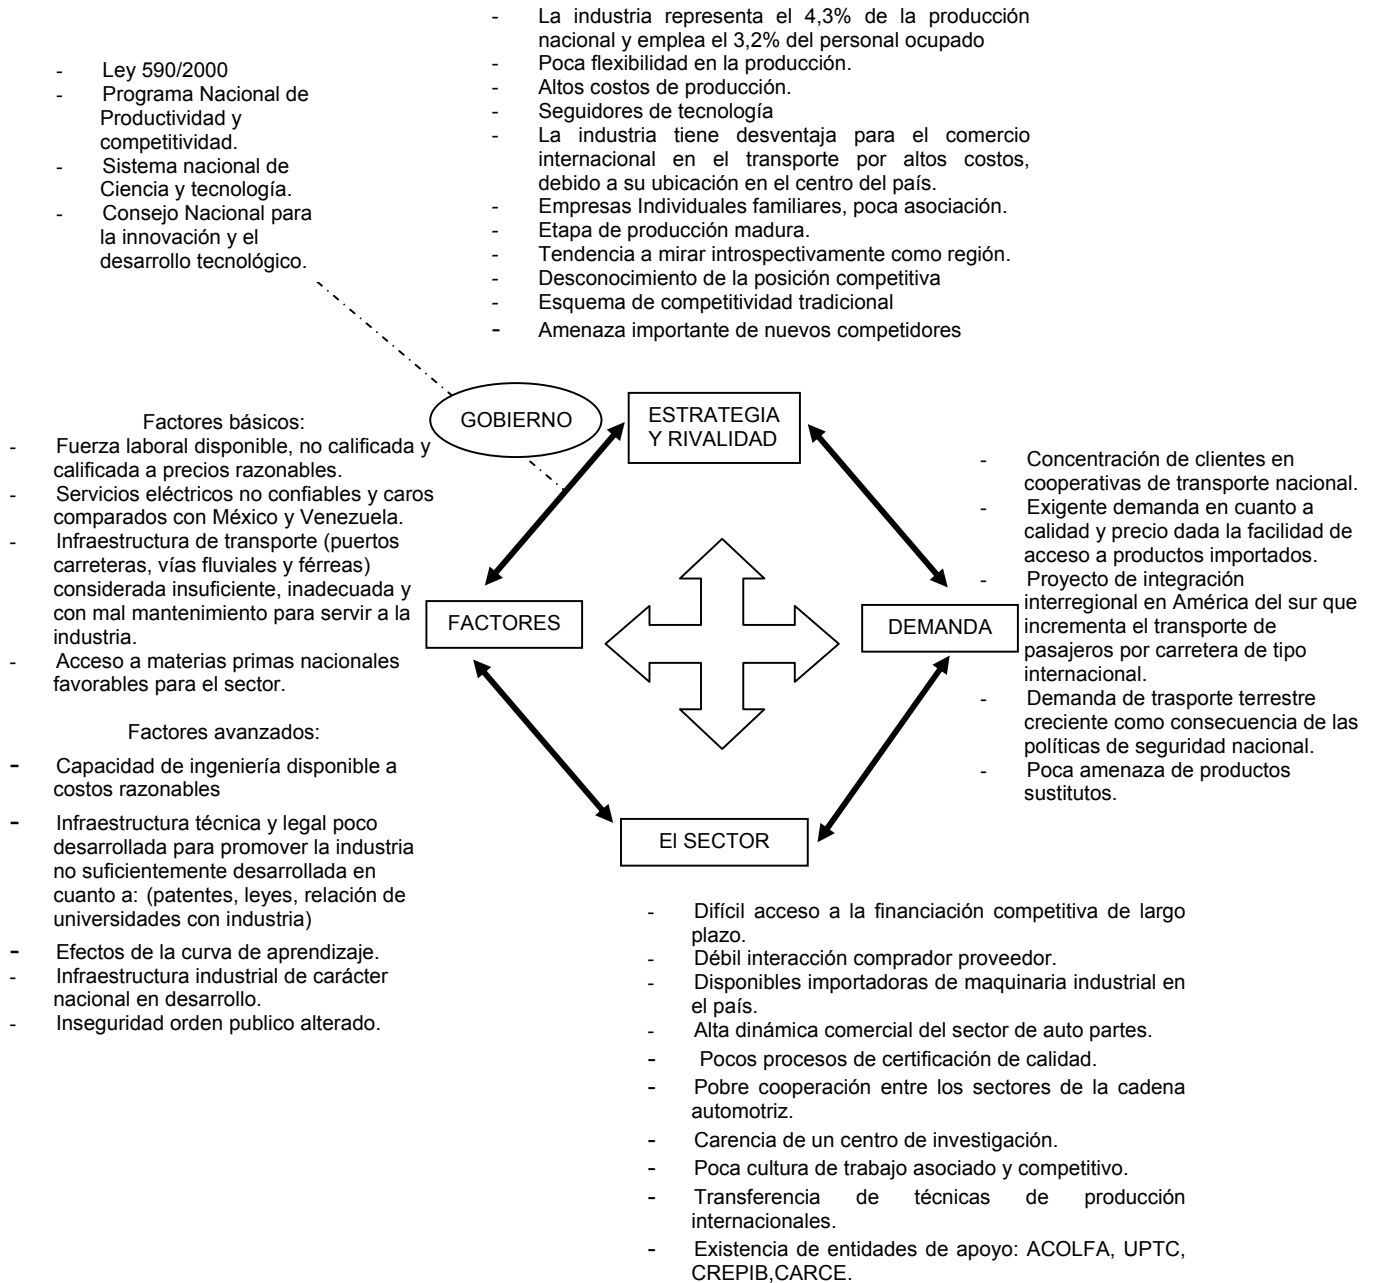 - La industria representa el 4,3% de la producción
nacional y emplea el 3,2% del personal ocupado
- Poca flexibilidad en la producción.
- Altos costos de producción.
- Seguidores de tecnología
- La industria tiene desventaja para el comercio
internacional en el transporte por altos costos,
debido a su ubicación en el centro del país.
- Empresas Individuales familiares, poca asociación.
- Etapa de producción madura.
- Tendencia a mirar introspectivamente como región.
- Desconocimiento de la posición competitiva
- Esquema de competitividad tradicional
- Amenaza importante de nuevos competidores
- Ley 590/2000
- Programa Nacional de
Productividad y
competitividad.
- Sistema nacional de
Ciencia y tecnología.
- Consejo Nacional para
la innovación y el
desarrollo tecnológico.
GOBIERNO
ESTRATEGIA
Y RIVALIDAD
Factores básicos:
- Fuerza laboral disponible, no calificada y
calificada a precios razonables.
- Servicios eléctricos no confiables y caros
comparados con México y Venezuela.
- Infraestructura de transporte (puertos
carreteras, vías fluviales y férreas)
considerada insuficiente, inadecuada y
con mal mantenimiento para servir a la
industria.
- Acceso a materias primas nacionales
favorables para el sector.
Factores avanzados:
- Capacidad de ingeniería disponible a
costos razonables
- Infraestructura técnica y legal poco
desarrollada para promover la industria
no suficientemente desarrollada en
cuanto a: (patentes, leyes, relación de
universidades con industria)
- Efectos de la curva de aprendizaje.
- Infraestructura industrial de carácter
nacional en desarrollo.
- Inseguridad orden publico alterado.
FACTORES
DEMANDA
- Concentración de clientes en
cooperativas de transporte nacional.
- Exigente demanda en cuanto a
calidad y precio dada la facilidad de
acceso a productos importados.
- Proyecto de integración
interregional en América del sur que
incrementa el transporte de
pasajeros por carretera de tipo
internacional.
- Demanda de trasporte terrestre
creciente como consecuencia de las
políticas de seguridad nacional.
- Poca amenaza de productos
sustitutos.
El SECTOR
- Difícil acceso a la financiación competitiva de largo
plazo.
- Débil interacción comprador proveedor.
- Disponibles importadoras de maquinaria industrial en
el país.
- Alta dinámica comercial del sector de auto partes.
- Pocos procesos de certificación de calidad.
- Pobre cooperación entre los sectores de la cadena
automotriz.
- Carencia de un centro de investigación.
- Poca cultura de trabajo asociado y competitivo.
- Transferencia de técnicas de producción
internacionales.
- Existencia de entidades de apoyo: ACOLFA, UPTC,
CREPIB,CARCE.